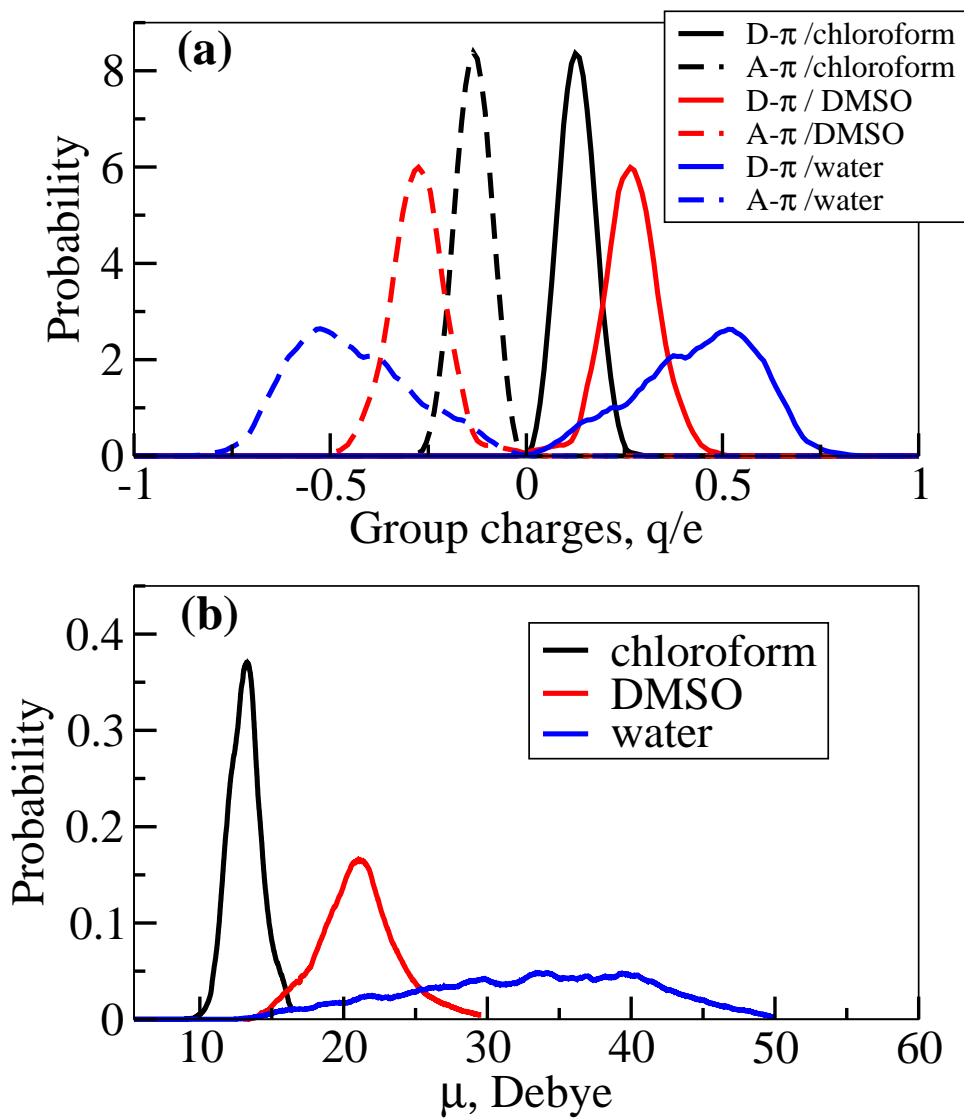 (a)
D-π /chloroform
A-π /chloroform
D-π / DMSO
A-π /DMSO
D-π /water
A-π /water
Probability
8
6
4
2
0
-1 -0.5 0 0.5 1
Group charges, q/e
(b)
chloroform
DMSO
water
Probability
0.4
0.3
0.2
0.1
0
10 20 30 40 50 60
μ, Debye